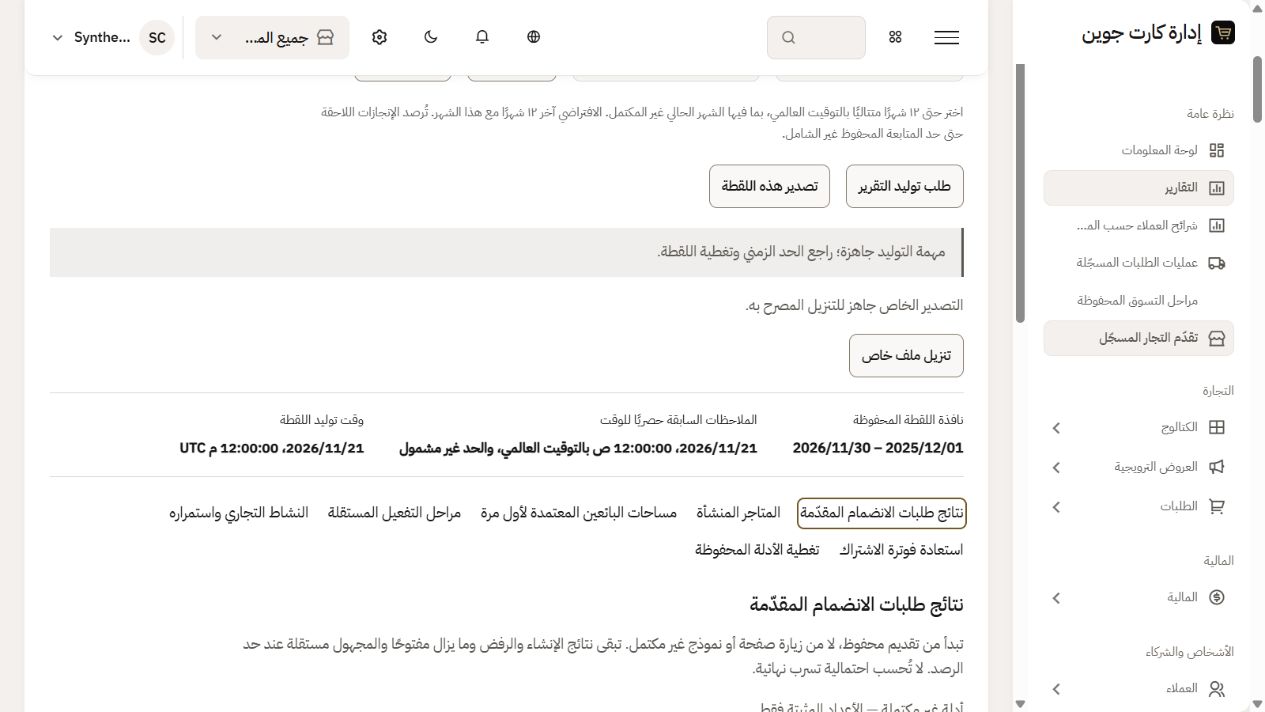 إدارة كارت جوين
نظرة عامة
لوحة المعلومات
التقارير
شرائح العملاء حسب المـ...
عمليات الطلبات المسجّلة
مراحل التسوق المحفوظة
تقدّم التجار المسجّل
التجارة
الكتالوج
العروض الترويجية
الطلبات
المالية
المالية
الأشخاص والشركاء
العملاء
جميع المـ...
SC
Synthe...
اختر حتى ١٢ شهرًا متتاليًا بالتوقيت العالمي، بما فيها الشهر الحالي غير المكتمل. الافتراضي آخر ١٢ شهرًا مع هذا الشهر. تُرصد الإنجازات اللاحقة
حتى حد المتابعة المحفوظ غير الشامل.
طلب توليد التقرير
تصدير هذه اللقطة
مهمة التوليد جاهزة؛ راجع الحد الزمني وتغطية اللقطة.
التصدير الخاص جاهز للتنزيل المصرح به.
تنزيل ملف خاص
نافذة اللقطة المحفوظة
2025/12/01 – 2026/11/30
الملاحظات السابقة حصريًا للوقت
2026/11/21، 12:00:00 ص بالتوقيت العالمي، والحد غير مشمول
وقت توليد اللقطة
2026/11/21، 12:00:00 م UTC
نتائج طلبات الانضمام المقدّمة
المتاجر المنشأة
مساحات البائعين المعتمدة لأول مرة
مراحل التفعيل المستقلة
النشاط التجاري واستمراره
استعادة فوترة الاشتراك
تغطية الأدلة المحفوظة
نتائج طلبات الانضمام المقدّمة
تبدأ من تقديم محفوظ، لا من زيارة صفحة أو نموذج غير مكتمل. تبقى نتائج الإنشاء والرفض وما يزال مفتوحًا والمجهول مستقلة عند حد
الرصد. لا تُحسب احتمالية تسرب نهائية.
أدلة غير مكتملة — الأعداد المثبتة فقط